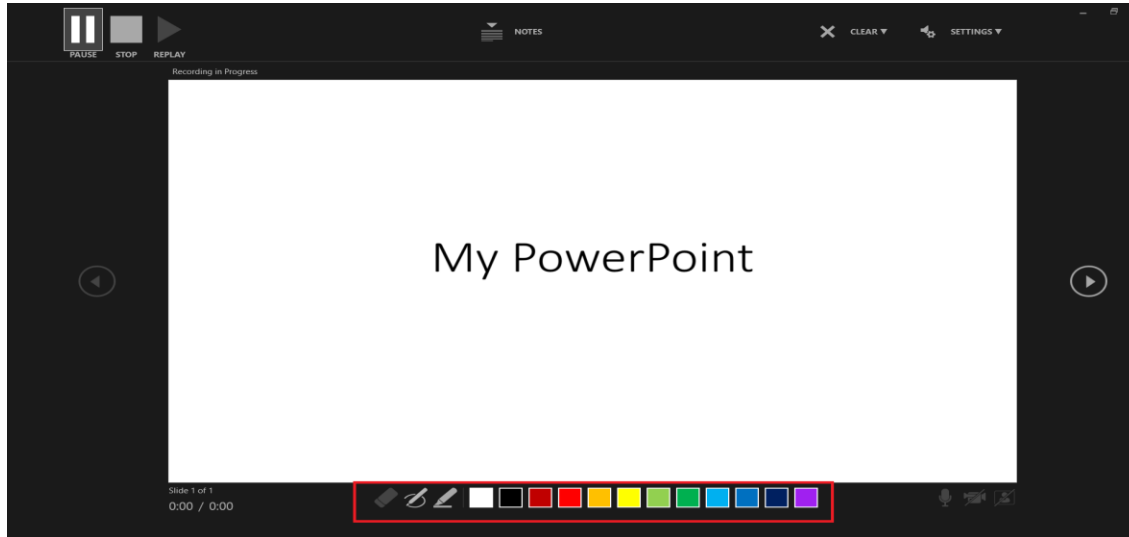 PAUSE STOP REPLAY
NOTES
CLEAR ▼
SETTINGS ▼
Recording in Progress
My PowerPoint
Slide 1 of 1
0:00 / 0:00